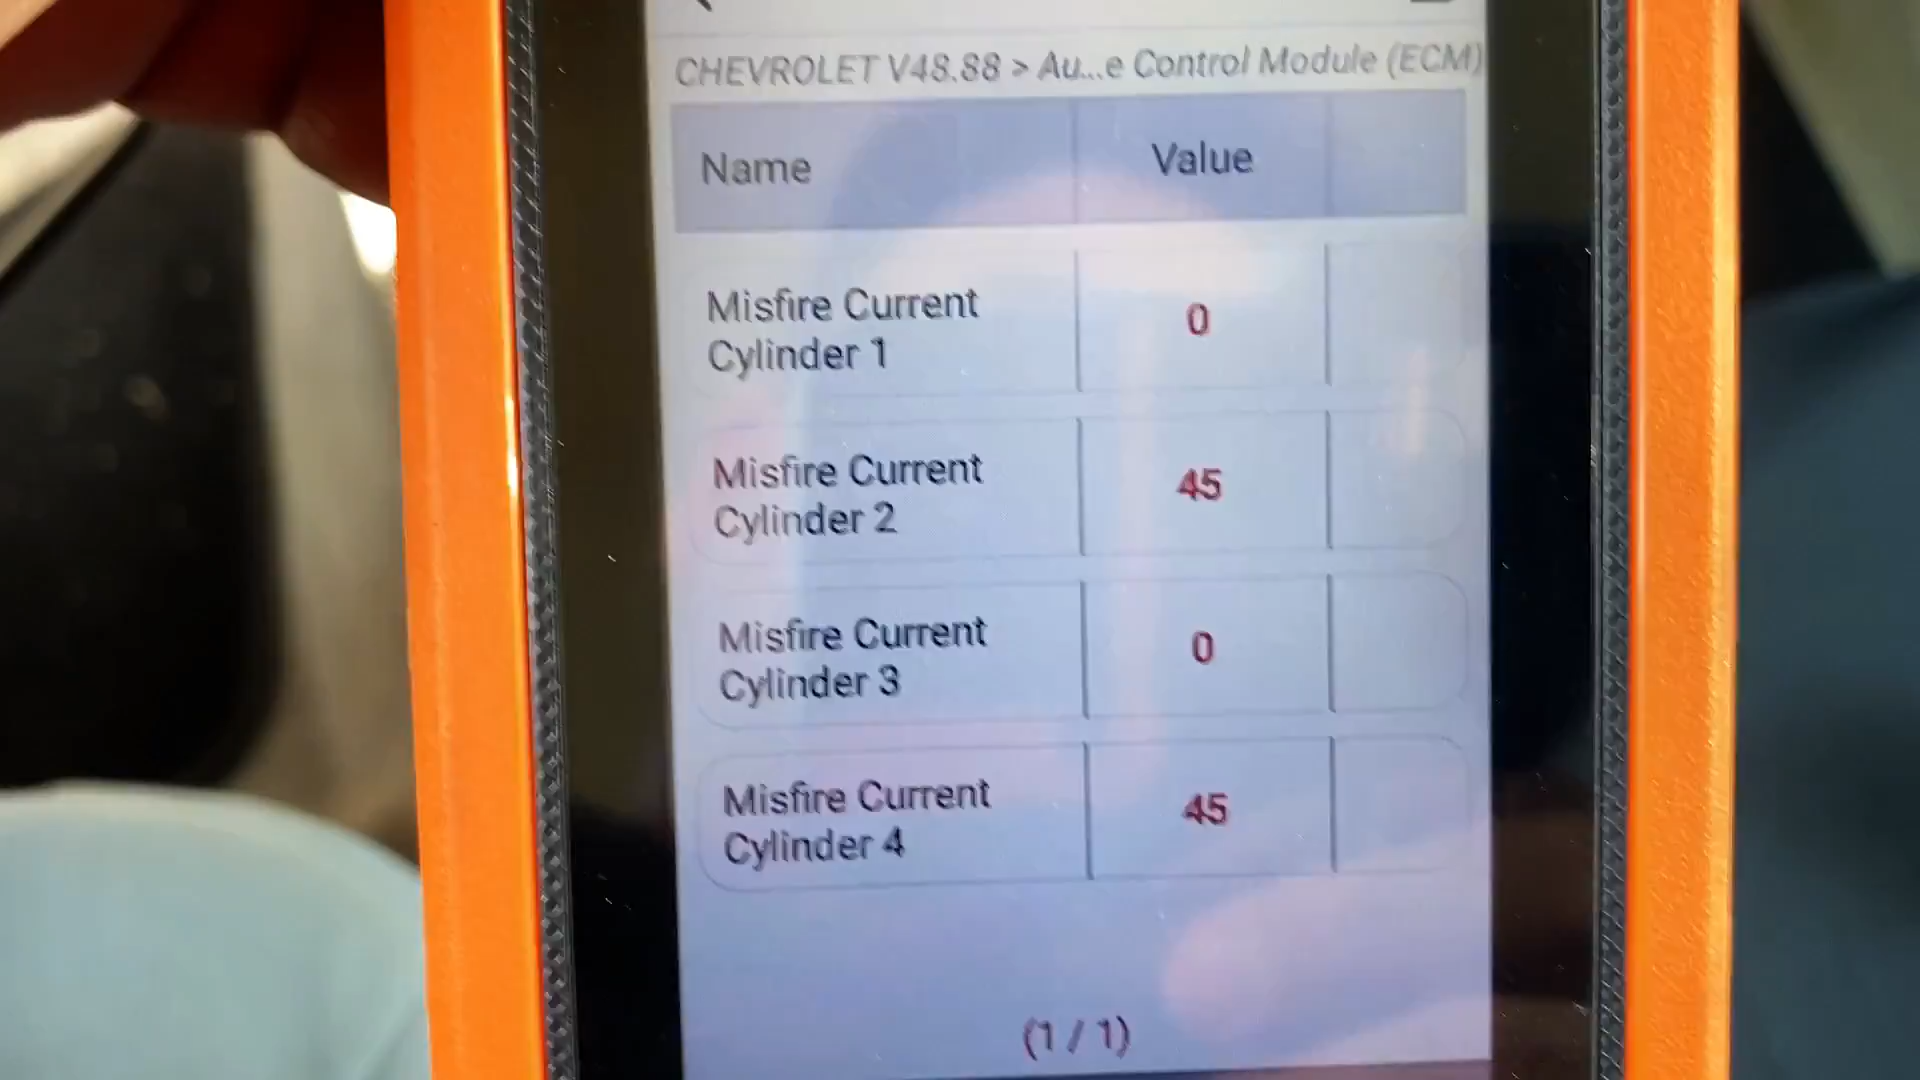 CHEVROLET V48.88 > Au...e Control Module (ECM)
Name Value
Misfire Current
Cylinder 1
0
Misfire Current
Cylinder 2
45
Misfire Current
Cylinder 3
0
Misfire Current
Cylinder 4
45
(1 / 1)